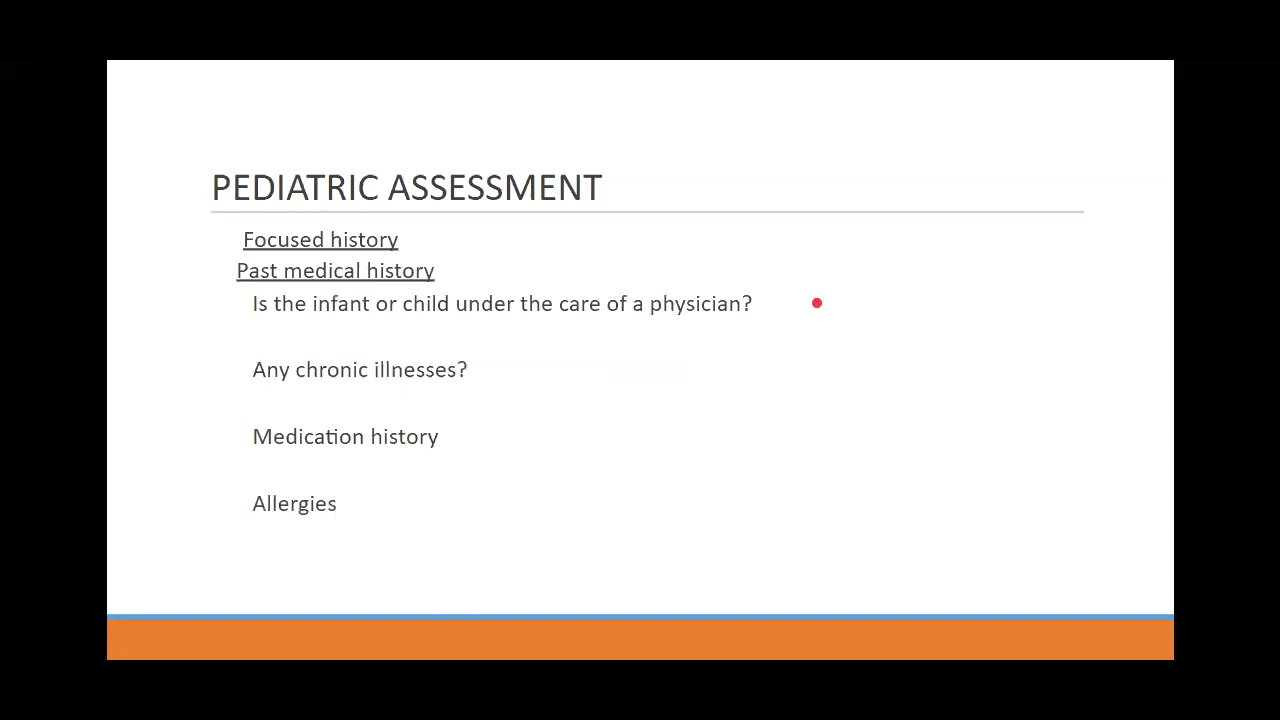 PEDIATRIC ASSESSMENT
Focused history
Past medical history
Is the infant or child under the care of a physician?
Any chronic illnesses?
Medication history
Allergies